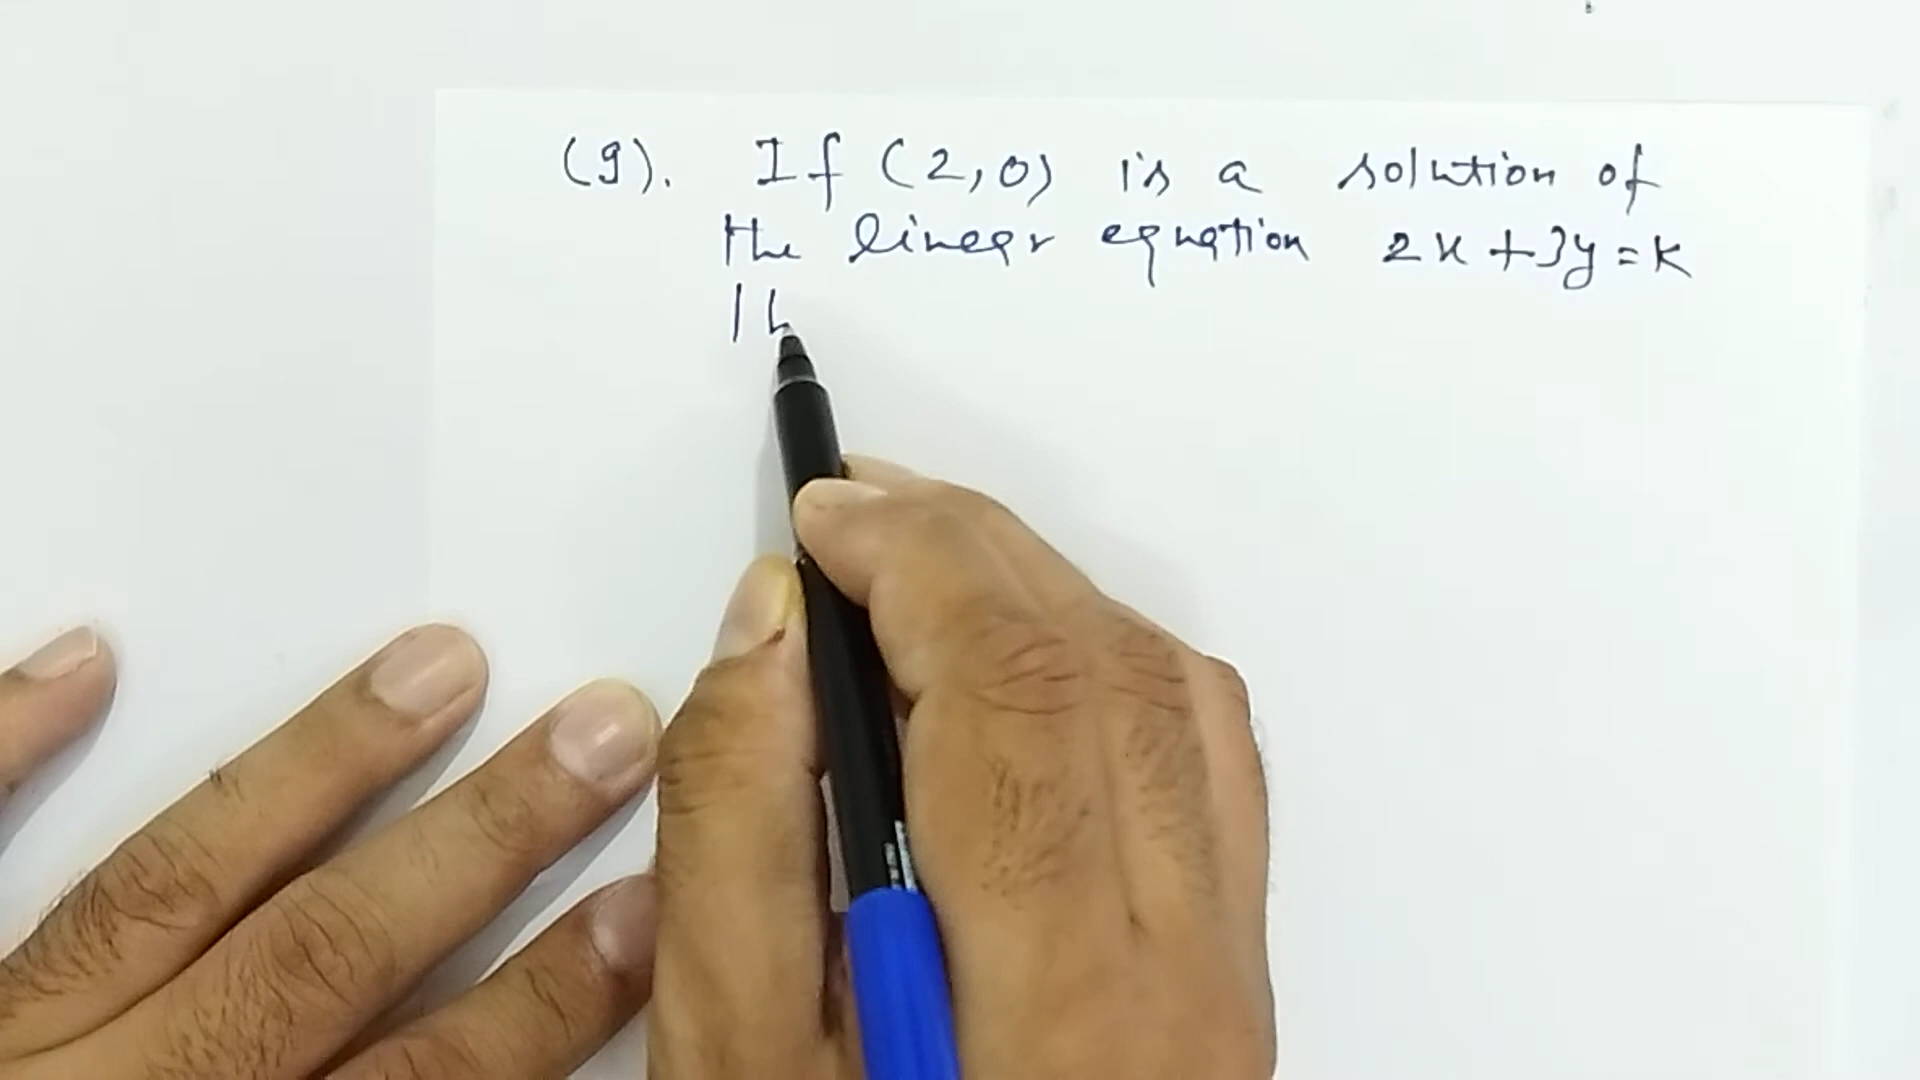 (9). If (2,0) is a solution of
the linear equation 2x+3y=k